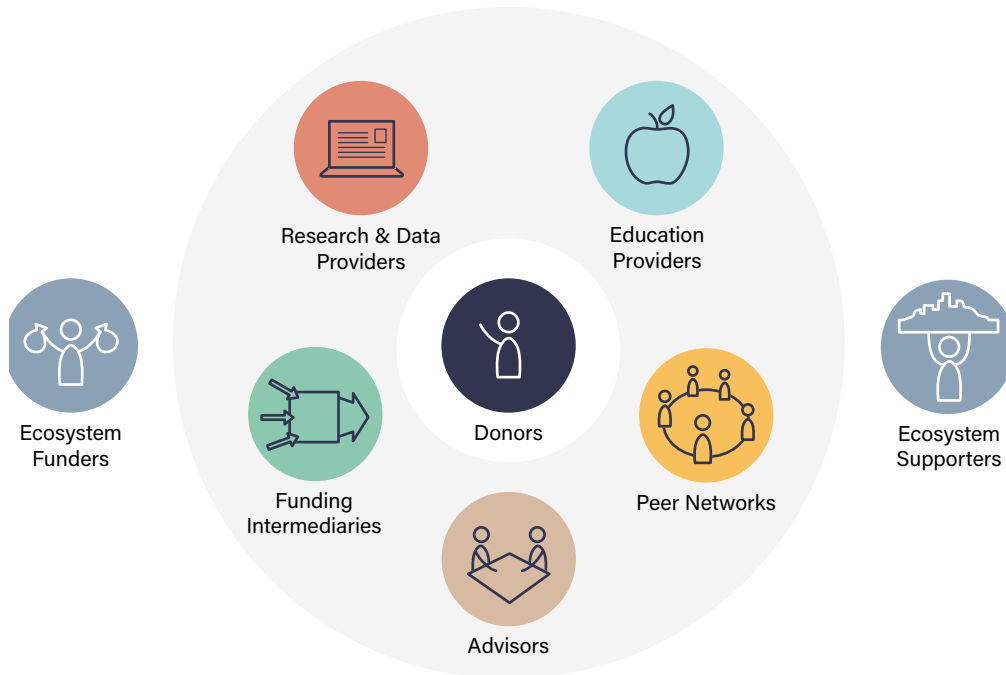 Research & Data
Providers
Education
Providers
Ecosystem
Funders
Donors
Ecosystem
Supporters
Funding
Intermediaries
Peer Networks
Advisors